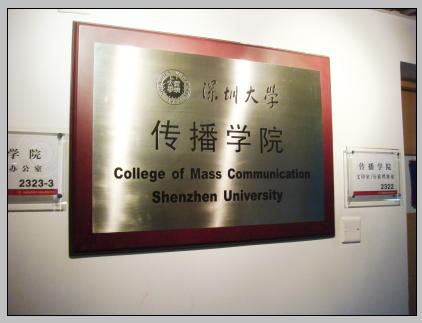 深圳大学
传播学院
College of Mass Communication
Shenzhen University
学院
办公室
2323-3
传播学院
2322